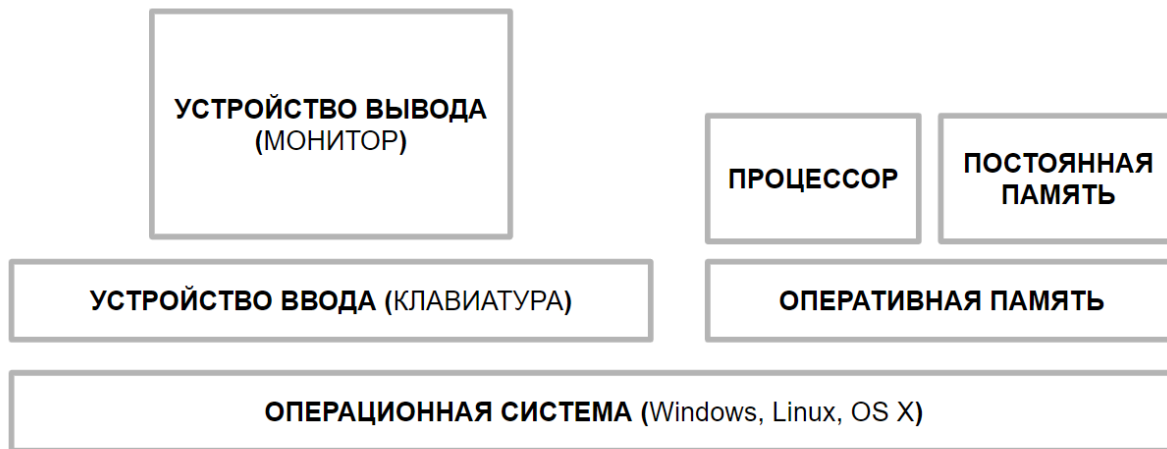 УСТРОЙСТВО ВЫВОДА
(МОНИТОР)
ПРОЦЕССОР
ПОСТОЯННАЯ
ПАМЯТЬ
УСТРОЙСТВО ВВОДА (КЛАВИАТУРА)
ОПЕРАТИВНАЯ ПАМЯТЬ
ОПЕРАЦИОННАЯ СИСТЕМА (Windows, Linux, OS X)